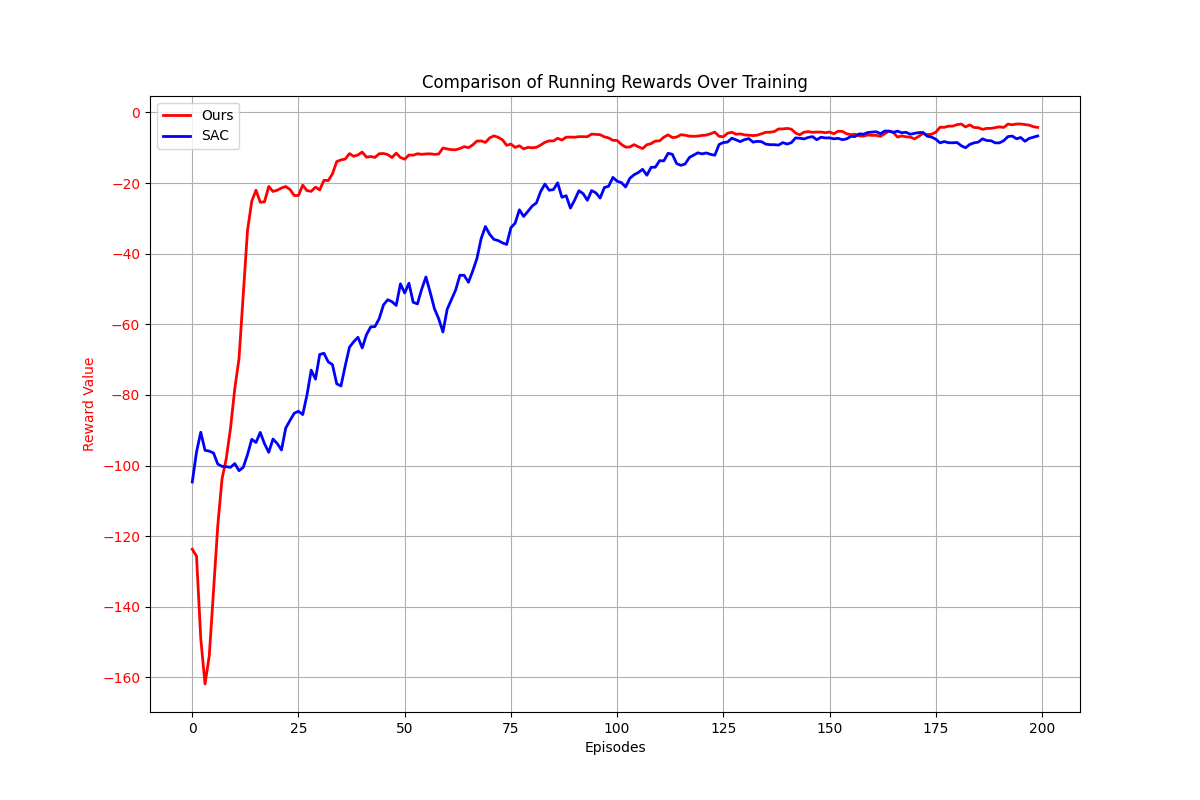 Comparison of Running Rewards Over Training
Ours
SAC
0
−20
−40
−60
−80
−100
−120
−140
−160
Reward Value
0 25 50 75 100 125 150 175 200
Episodes